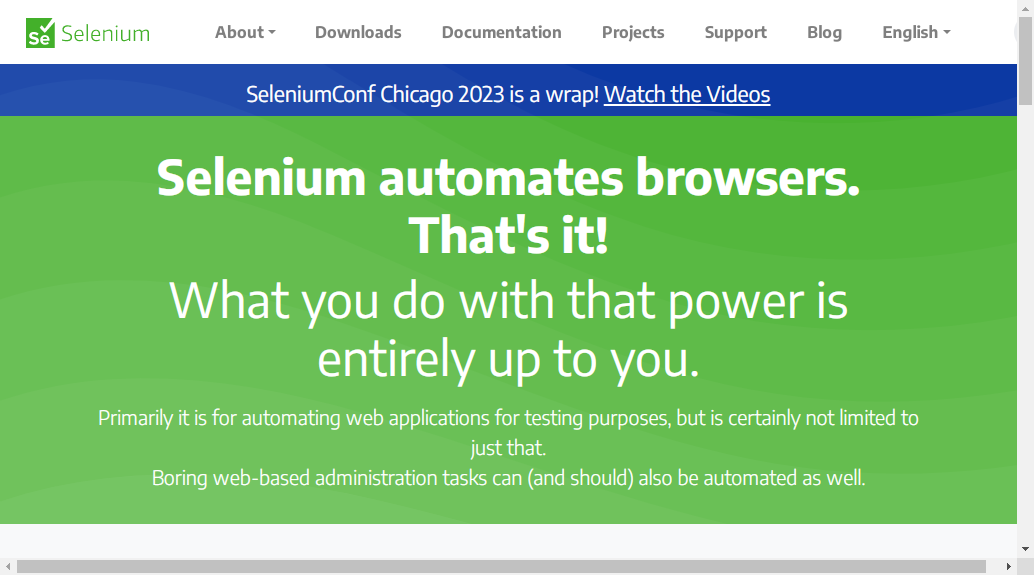 Se Selenium
About Downloads Documentation Projects Support Blog English
SeleniumConf Chicago 2023 is a wrap! Watch the Videos
Selenium automates browsers.
That's it!
What you do with that power is
entirely up to you.
Primarily it is for automating web applications for testing purposes, but is certainly not limited to
just that.
Boring web-based administration tasks can (and should) also be automated as well.